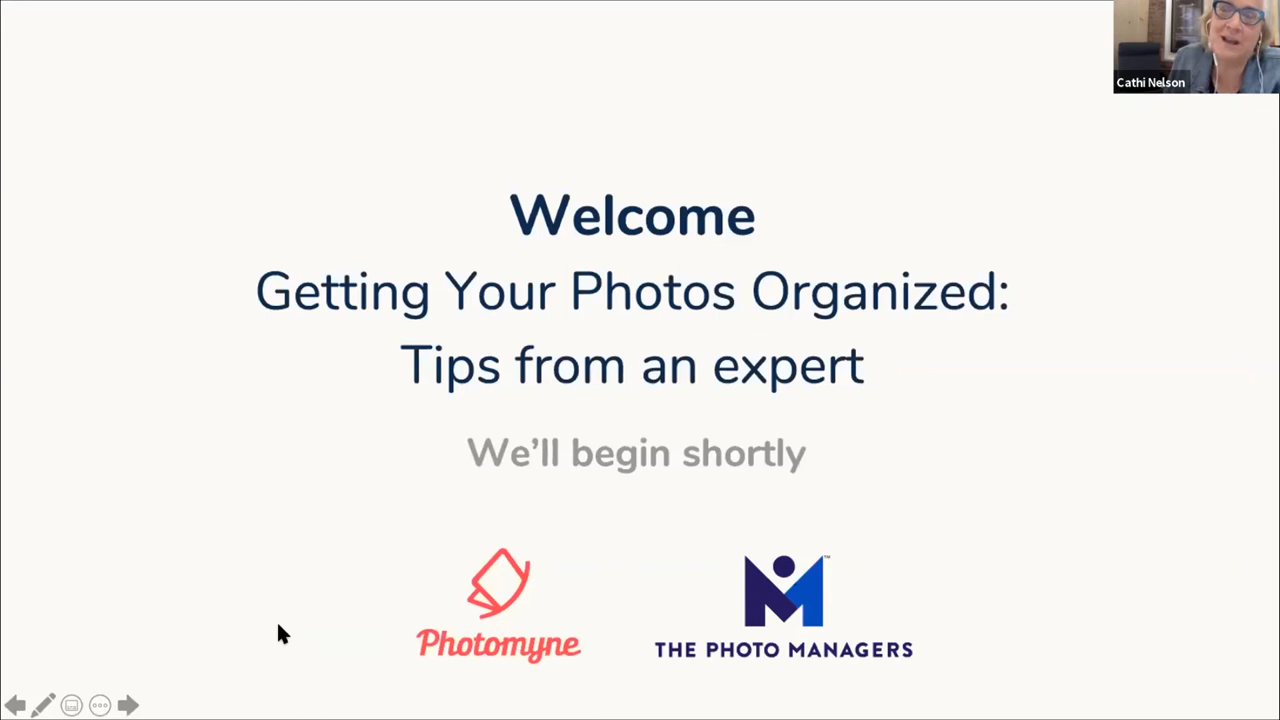 Cathi Nelson
Welcome
Getting Your Photos Organized:
Tips from an expert
We'll begin shortly
Photomyne
THE PHOTO MANAGERS
TM